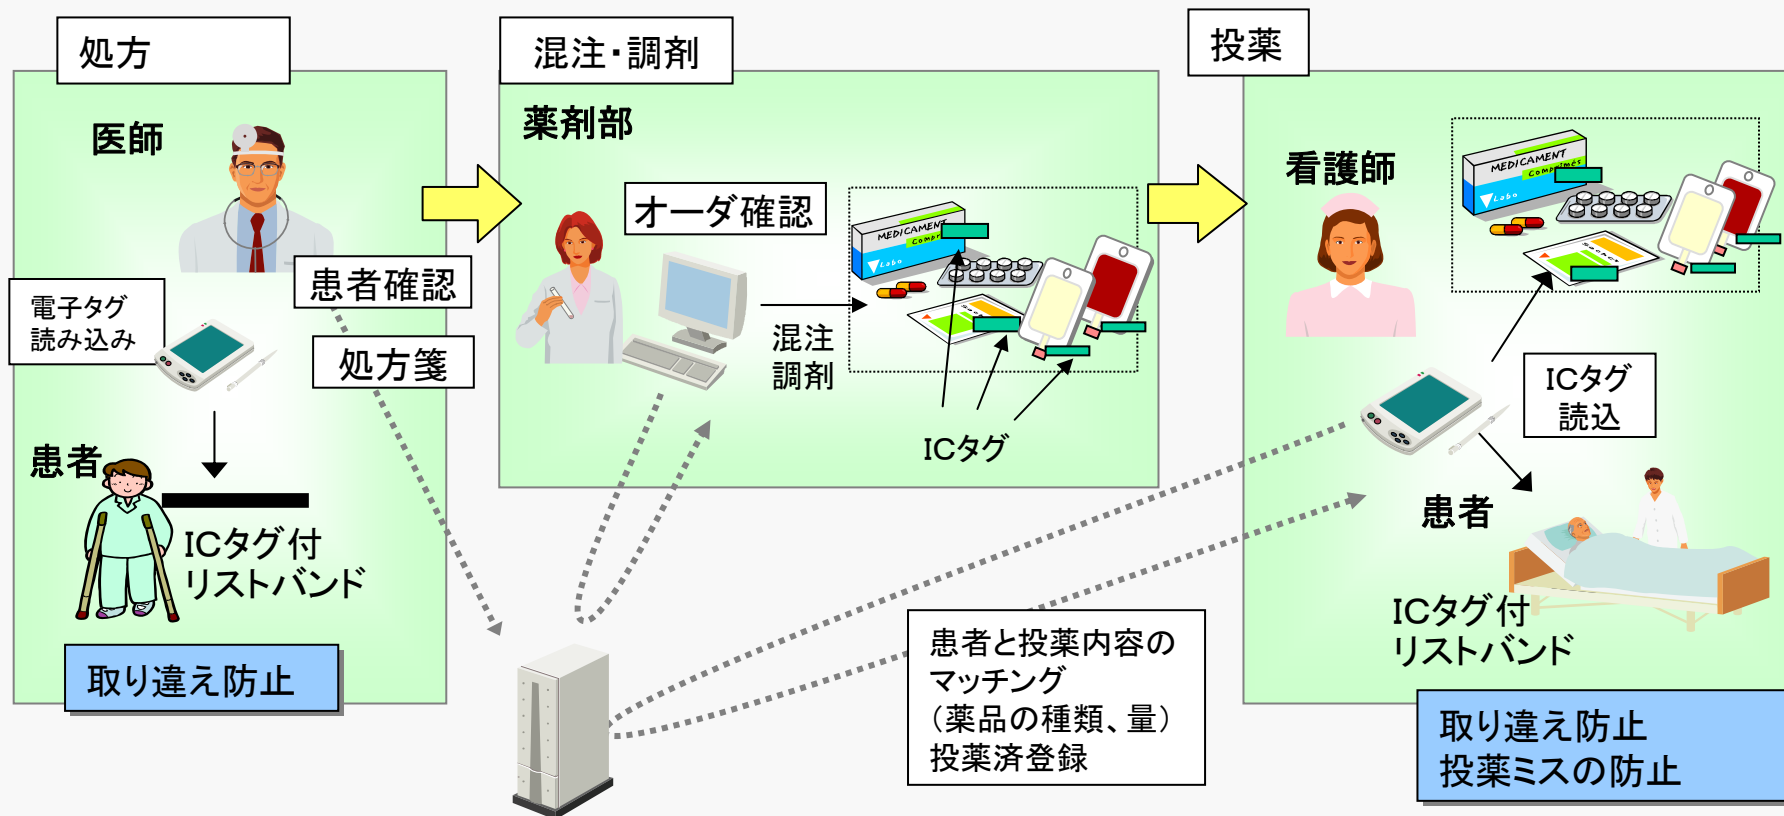 処方
医師
患者確認
電子タグ
読み込み
処方箋
患者
ICタグ付
リストバンド
取り違え防止
混注・調剤
薬剤部
オーダ確認
混注
調剤
MEDICAMENT
Comprimés
Labo
Sachet
ICタグ
投薬
看護師
MEDICAMENT
Comprimés
Labo
Sachet
ICタグ
読込
患者
ICタグ付
リストバンド
患者と投薬内容の
マッチング
（薬品の種類、量）
投薬済登録
取り違え防止
投薬ミスの防止